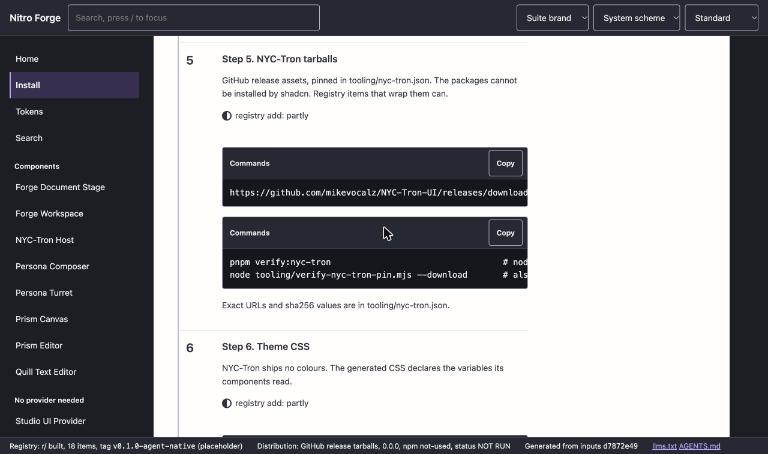 Nitro Forge
Search, press / to focus
Suite brand
System scheme
Standard
Home
Install
Tokens
Search
Components
Forge Document Stage
Forge Workspace
NYC-Tron Host
Persona Composer
Persona Turret
Prism Canvas
Prism Editor
Quill Text Editor
No provider needed
Studio UI Provider
5
Step 5. NYC-Tron tarballs
GitHub release assets, pinned in tooling/nyc-tron.json. The packages cannot
be installed by shadcn. Registry items that wrap them can.
registry add: partly
Commands
Copy
https://github.com/mikevocalz/NYC-Tron-UI/releases/download
Commands
Copy
pnpm verify:nyc-tron # nod
node tooling/verify-nyc-tron-pin.mjs --download # als
Exact URLs and sha256 values are in tooling/nyc-tron.json.
6
Step 6. Theme CSS
NYC-Tron ships no colours. The generated CSS declares the variables its
components read.
registry add: partly
Registry: r/ built, 18 items, tag v0.1.0-agent-native (placeholder)
Distribution: GitHub release tarballs, 0.0.0, npm not-used, status NOT RUN
Generated from inputs d7872e49
llms.txt AGENTS.md